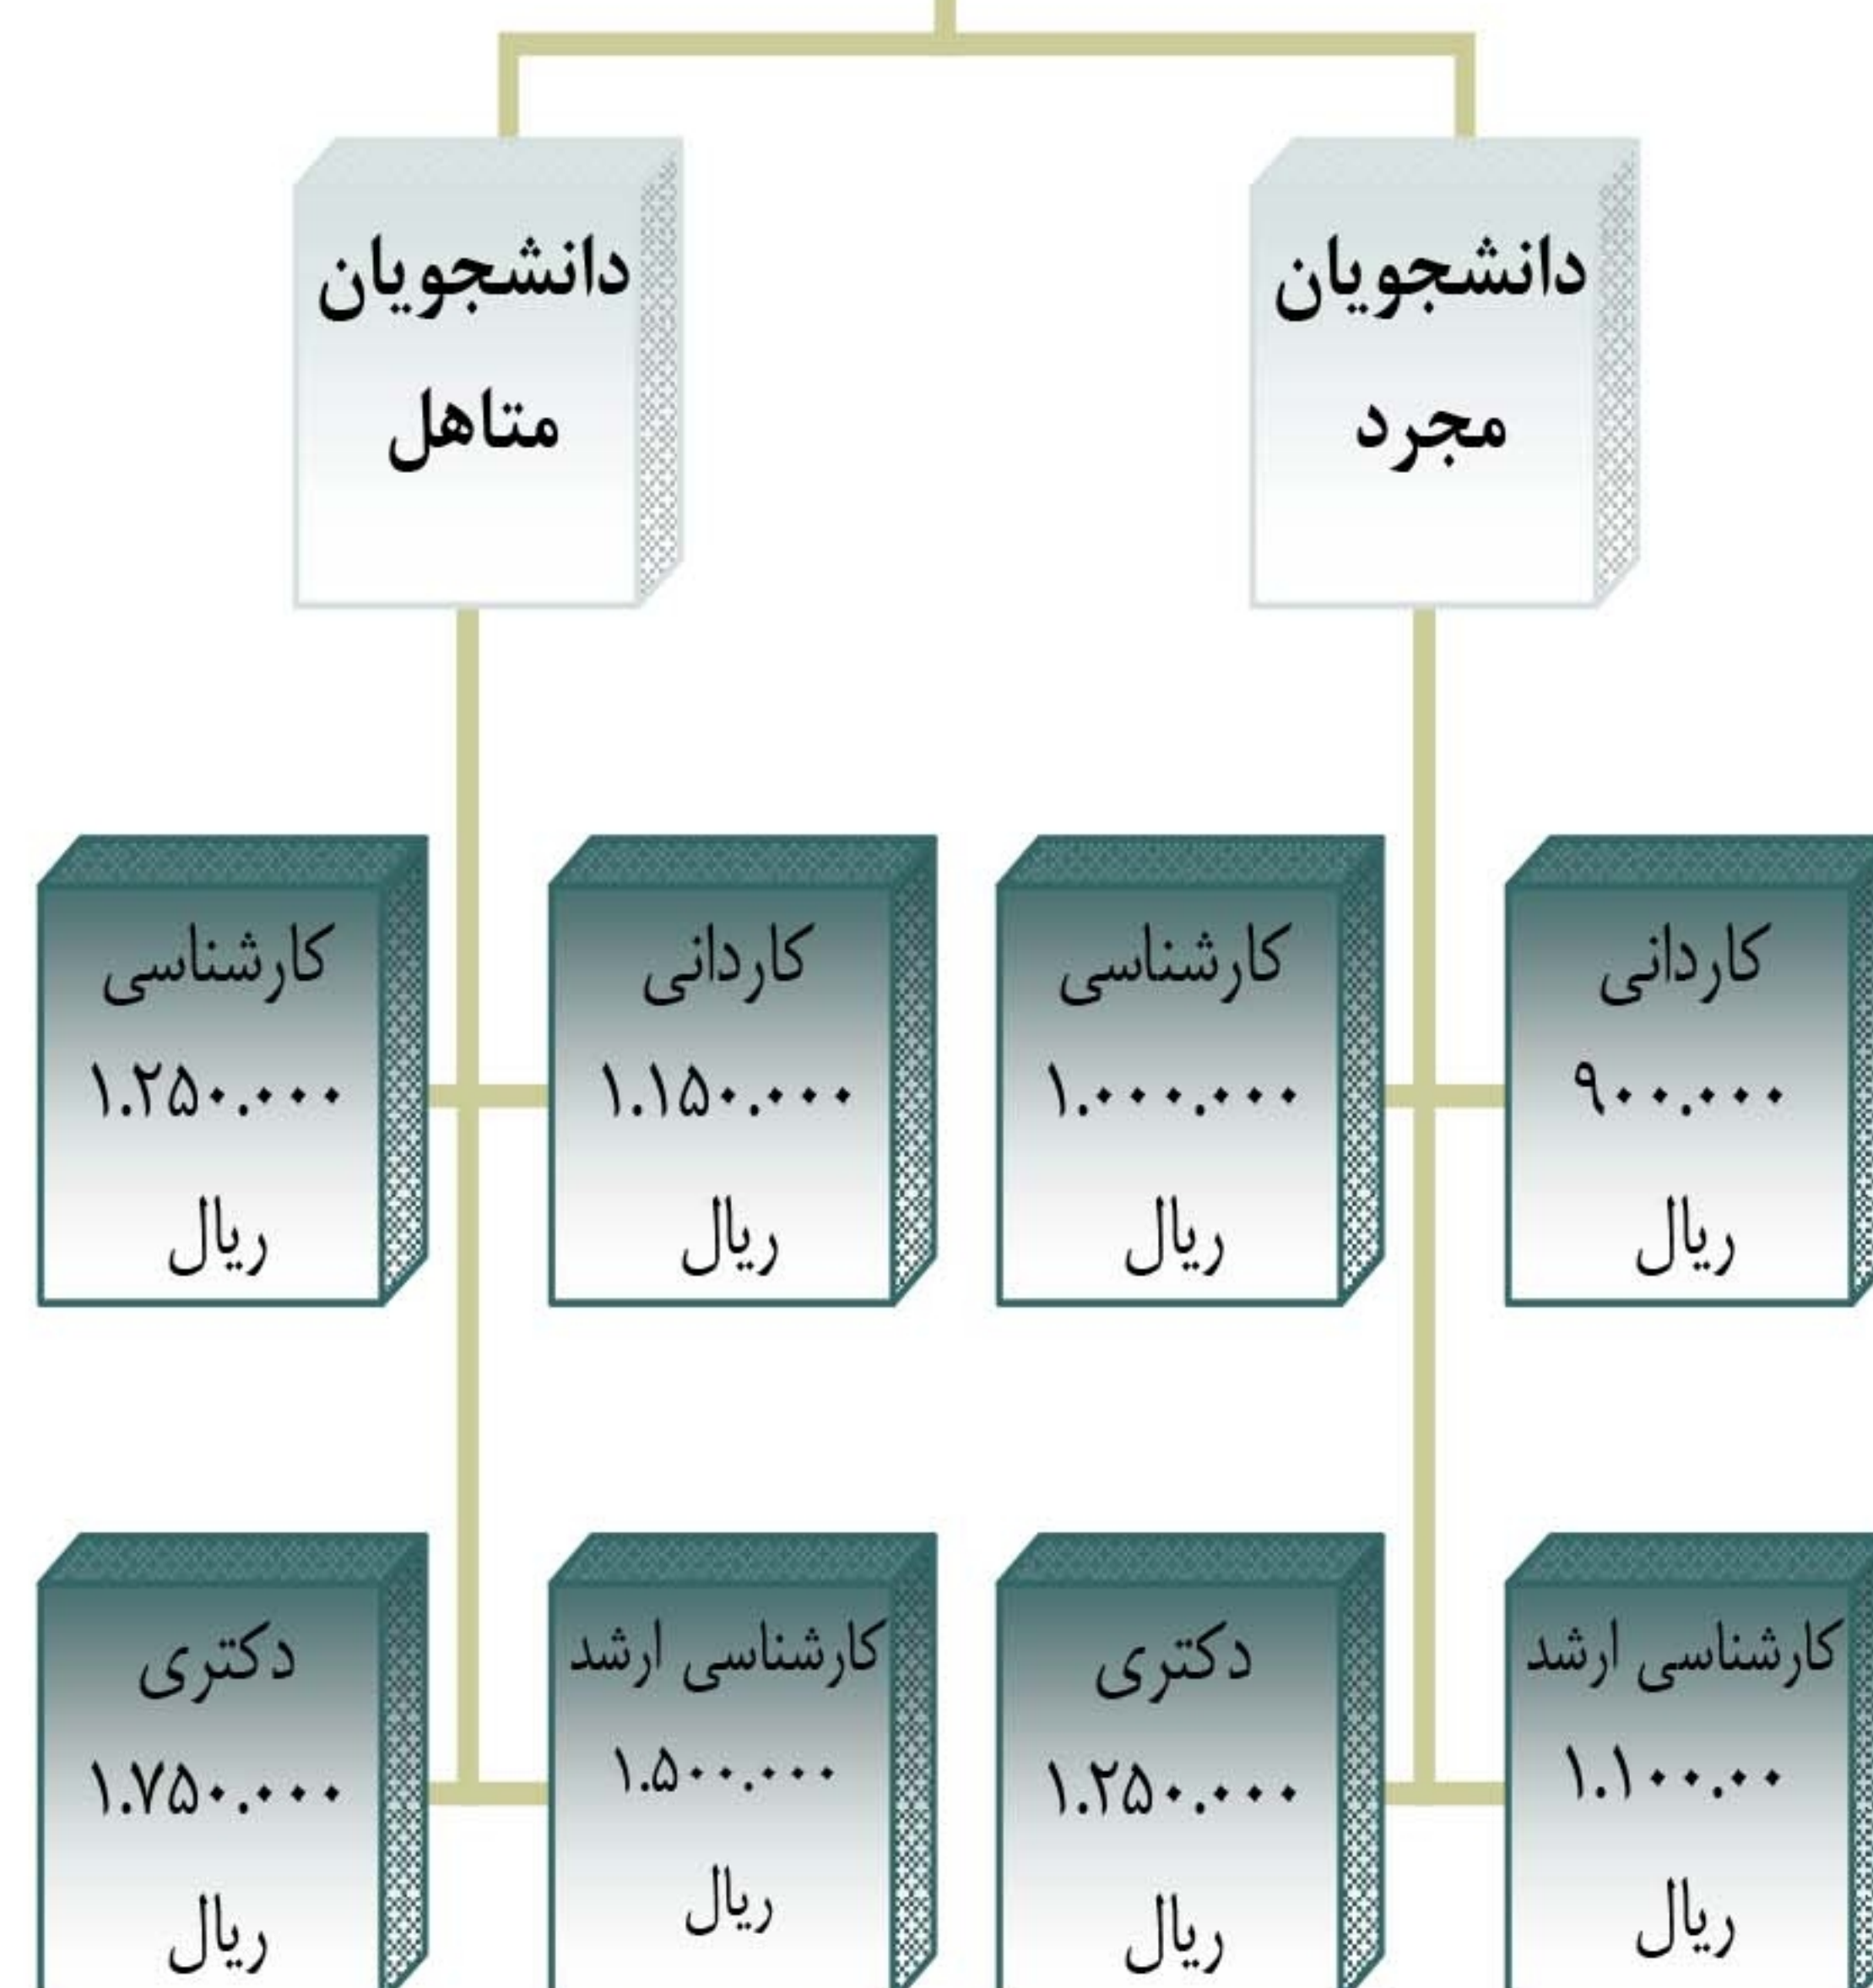 دانشجویان
مجرد
دانشجویان
متاهل
کاردانی
۹۰۰.۰۰۰
ریال
کارشناسی
۱.۰۰۰.۰۰۰
ریال
کاردانی
۱.۱۵۰.۰۰۰
ریال
کارشناسی
۱.۲۵۰.۰۰۰
ریال
کارشناسی ارشد
۱.۱۰۰.۰۰
ریال
دکتری
۱.۲۵۰.۰۰۰
ریال
کارشناسی ارشد
۱.۵۰۰.۰۰۰
ریال
دکتری
۱.۷۵۰.۰۰۰
ریال